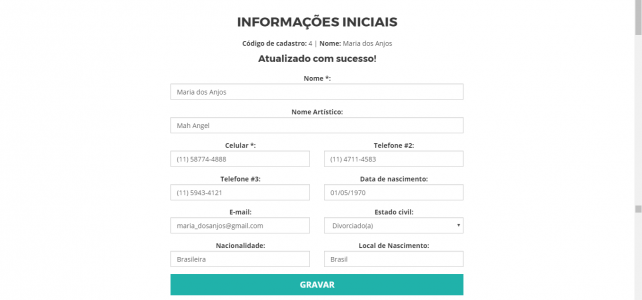 INFORMAÇÕES INICIAIS
Código de cadastro: 4 | Nome: Maria dos Anjos
Atualizado com sucesso!
Nome *:
Maria dos Anjos
Nome Artístico:
Mah Angel
Celular *: Telefone #2:
(11) 58774-4888 (11) 4711-4583
Telefone #3: Data de nascimento:
(11) 5943-4121 01/05/1970
E-mail: Estado civil:
maria_dosanjos@gmail.com Divorciado(a)
Nacionalidade: Local de Nascimento:
Brasileira Brasil
GRAVAR